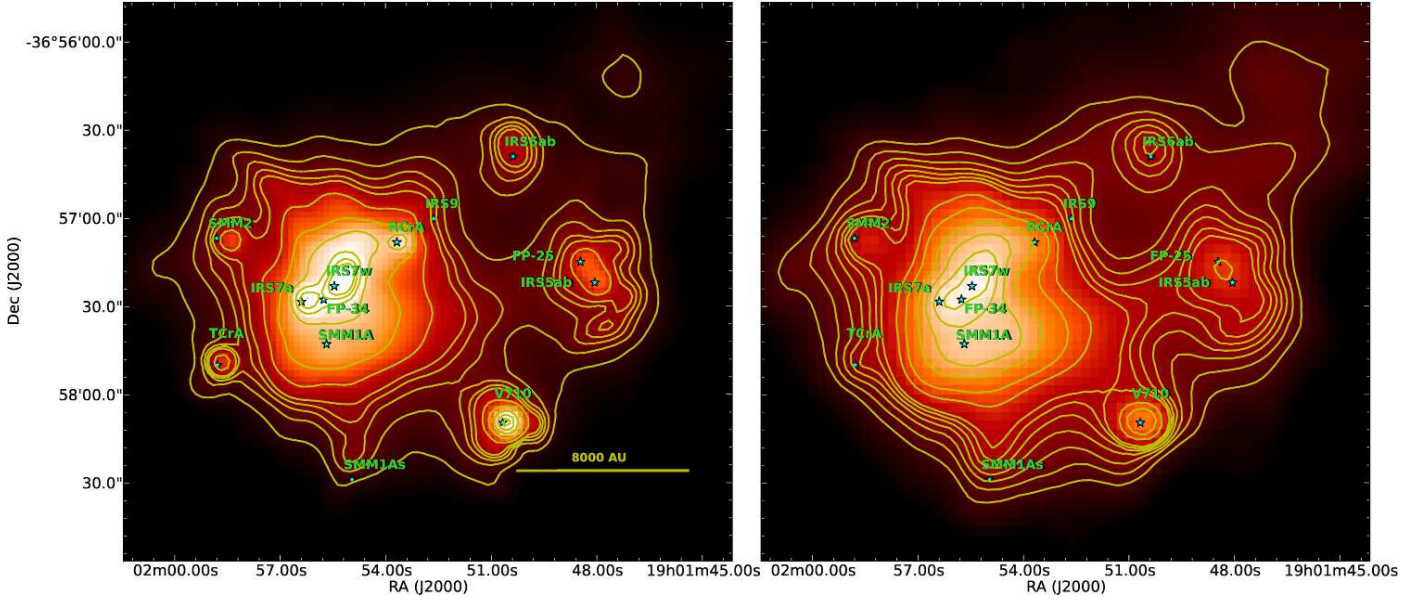 -36°56'00.0"
30.0"
57'00.0"
30.0"
58'00.0"
30.0"
Dec (J2000)
IRS6ab
SMM2
IRS9
RCrA
IRS7w
IRS7e
FP-34
FP-25
IRS5ab
SMM1A
TCrA
V710
SMM1As
8000 AU
02m00.00s
57.00s
54.00s
51.00s
48.00s
19h01m45.00s
RA (J2000)
IRS6ab
SMM2
IRS9
RCrA
IRS7w
IRS7e
FP-34
FP-25
IRS5ab
SMM1A
TCrA
V710
SMM1As
02m00.00s
57.00s
54.00s
51.00s
48.00s
19h01m45.00s
RA (J2000)